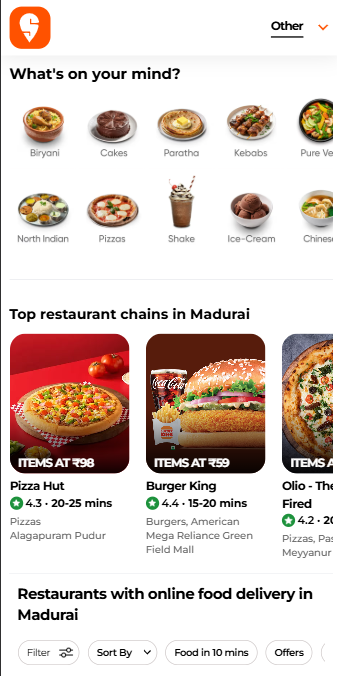 Other
What's on your mind?
Biryani Cakes Paratha Kebabs Pure Ve
North Indian Pizzas Shake Ice-Cream Chines
Top restaurant chains in Madurai
Coca-Cola
ITEMS AT ₹98 ITEMS AT ₹59 ITEMS A
Pizza Hut Burger King Olio - The
Fired
4.3 · 20-25 mins 4.4 · 15-20 mins 4.2 · 20
Pizzas Burgers, American Pizzas, Pas
Alagapuram Pudur Mega Reliance Green Meyyanur
Field Mall
Restaurants with online food delivery in
Madurai
Filter Sort By Food in 10 mins Offers